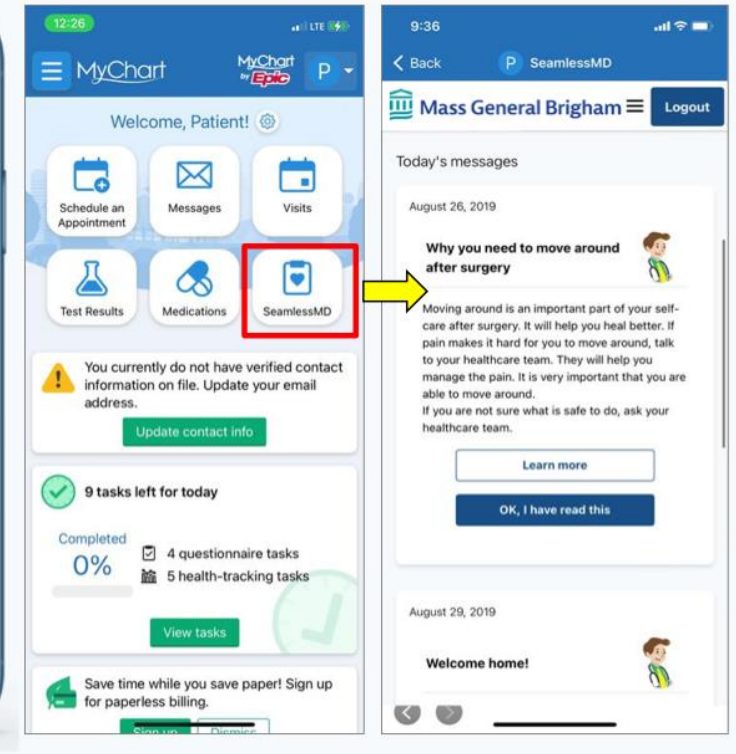 12:26
LTE
MyChart
MyChart
by Epic
P
Welcome, Patient!
Schedule an
Appointment
Messages
Visits
Test Results
Medications
SeamlessMD
You currently do not have verified contact
information on file. Update your email
address.
Update contact info
9 tasks left for today
Completed
0%
4 questionnaire tasks
5 health-tracking tasks
View tasks
Save time while you save paper! Sign up
for paperless billing.
Sign up
Dismiss
9:36
Back
P SeamlessMD
Mass General Brigham
Logout
Today's messages
August 26, 2019
Why you need to move around
after surgery
Moving around is an important part of your self-
care after surgery. It will help you heal better. If
pain makes it hard for you to move around, talk
to your healthcare team. They will help you
manage the pain. It is very important that you are
able to move around.
If you are not sure what is safe to do, ask your
healthcare team.
Learn more
OK, I have read this
August 29, 2019
Welcome home!